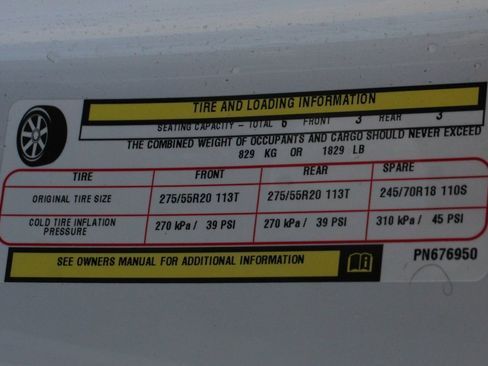 TIRE AND LOADING INFORMATION
SEATING CAPACITY - TOTAL 6 FRONT 3 REAR 3
THE COMBINED WEIGHT OF OCCUPANTS AND CARGO SHOULD NEVER EXCEED
829 KG OR 1829 LB
TIRE FRONT REAR SPARE
ORIGINAL TIRE SIZE 275/55R20 113T 275/55R20 113T 245/70R18 110S
COLD TIRE INFLATION PRESSURE 270 kPa / 39 PSI 270 kPa / 39 PSI 310 kPa / 45 PSI
SEE OWNERS MANUAL FOR ADDITIONAL INFORMATION
PN676950